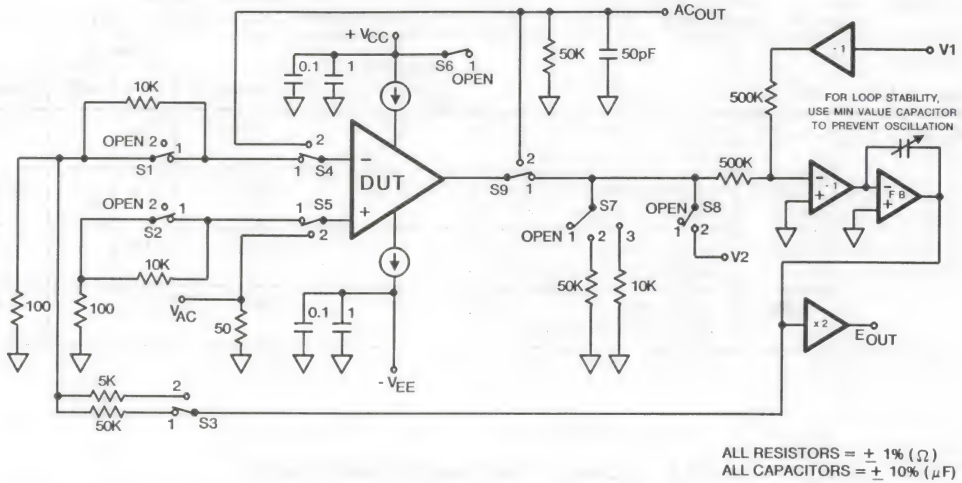 AC OUT
+ VCC
S6
1
OPEN
0.1
1
50K
50pF
- 1
V1
500K
FOR LOOP STABILITY,
USE MIN VALUE CAPACITOR
TO PREVENT OSCILLATION
10K
OPEN 2
1
S1
2
1
S4
−
DUT
+
OPEN 2
1
S2
1
S5
2
10K
2
S9
1
500K
−
+
- 1
−
+
F B
S7
OPEN 1
2
3
OPEN
S8
1
2
V2
50K
10K
100
100
VAC
50
0.1
1
- VEE
x 2
EOUT
5K
2
50K
1
S3
ALL RESISTORS = ± 1% (Ω)
ALL CAPACITORS = ± 10% (µF)